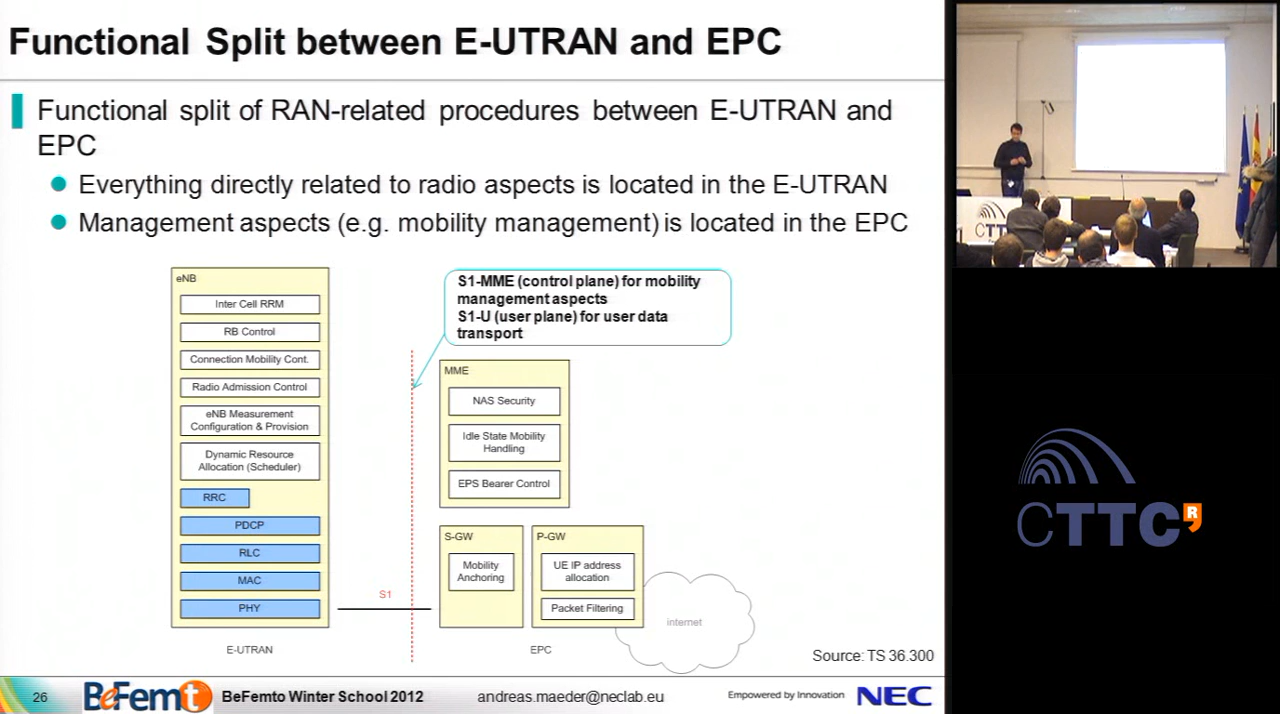 Functional Split between E-UTRAN and EPC
Functional split of RAN-related procedures between E-UTRAN and
EPC
Everything directly related to radio aspects is located in the E-UTRAN
Management aspects (e.g. mobility management) is located in the EPC
eNB
Inter Cell RRM
RB Control
Connection Mobility Cont.
Radio Admission Control
eNB Measurement
Configuration & Provision
Dynamic Resource
Allocation (Scheduler)
RRC
PDCP
RLC
MAC
PHY
E-UTRAN
S1
S1-MME (control plane) for mobility
management aspects
S1-U (user plane) for user data
transport
MME
NAS Security
Idle State Mobility
Handling
EPS Bearer Control
S-GW
Mobility
Anchoring
P-GW
UE IP address
allocation
Packet Filtering
internet
EPC
Source: TS 36.300
26
BeFemto
BeFemto Winter School 2012
andreas.maeder@neclab.eu
Empowered by Innovation
NEC
CTT
CTTC
R